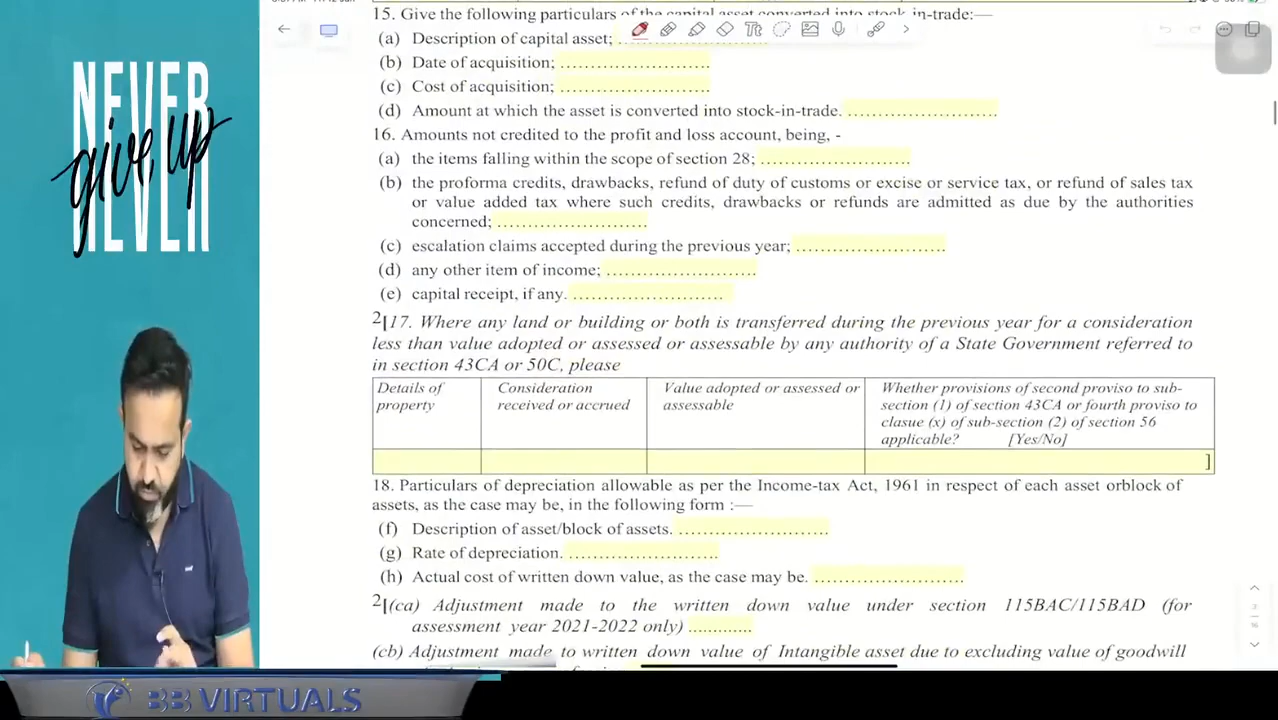 15. Give the following particulars of the capital asset converted into stock-in-trade:—
(a) Description of capital asset; ..........................
(b) Date of acquisition; ..........................
(c) Cost of acquisition; ..........................
(d) Amount at which the asset is converted into stock-in-trade. ..........................
16. Amounts not credited to the profit and loss account, being, -
(a) the items falling within the scope of section 28; ..........................
(b) the proforma credits, drawbacks, refund of duty of customs or excise or service tax, or refund of sales tax
or value added tax where such credits, drawbacks or refunds are admitted as due by the authorities
concerned; ..........................
(c) escalation claims accepted during the previous year; ..........................
(d) any other item of income; ..........................
(e) capital receipt, if any. ..........................
2[17. Where any land or building or both is transferred during the previous year for a consideration
less than value adopted or assessed or assessable by any authority of a State Government referred to
in section 43CA or 50C, please
Details of property
Consideration received or accrued
Value adopted or assessed or assessable
Whether provisions of second proviso to sub-
section (1) of section 43CA or fourth proviso to
clasue (x) of sub-section (2) of section 56
applicable? [Yes/No]
]
18. Particulars of depreciation allowable as per the Income-tax Act, 1961 in respect of each asset orblock of
assets, as the case may be, in the following form :—
(f) Description of asset/block of assets. ..........................
(g) Rate of depreciation. ..........................
(h) Actual cost of written down value, as the case may be. ..........................
2[(ca) Adjustment made to the written down value under section 115BAC/115BAD (for
assessment year 2021-2022 only) .............
(cb) Adjustment made to written down value of Intangible asset due to excluding value of goodwill
NEVER
give up
NEVER
BB VIRTUALS